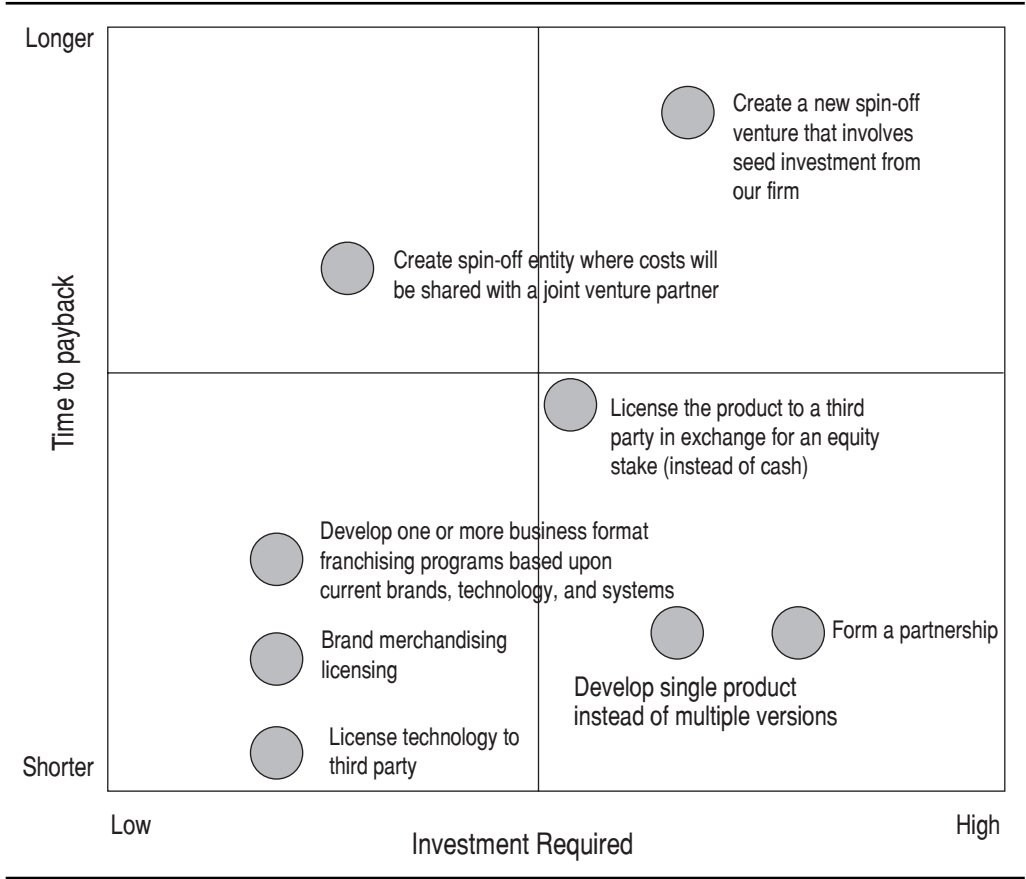 Longer
Create a new spin-off
venture that involves
seed investment from
our firm
Create spin-off entity where costs will
be shared with a joint venture partner
Time to payback
License the product to a third
party in exchange for an equity
stake (instead of cash)
Develop one or more business format
franchising programs based upon
current brands, technology, and systems
Form a partnership
Brand merchandising
licensing
Develop single product
instead of multiple versions
License technology to
third party
Shorter
Low
High
Investment Required